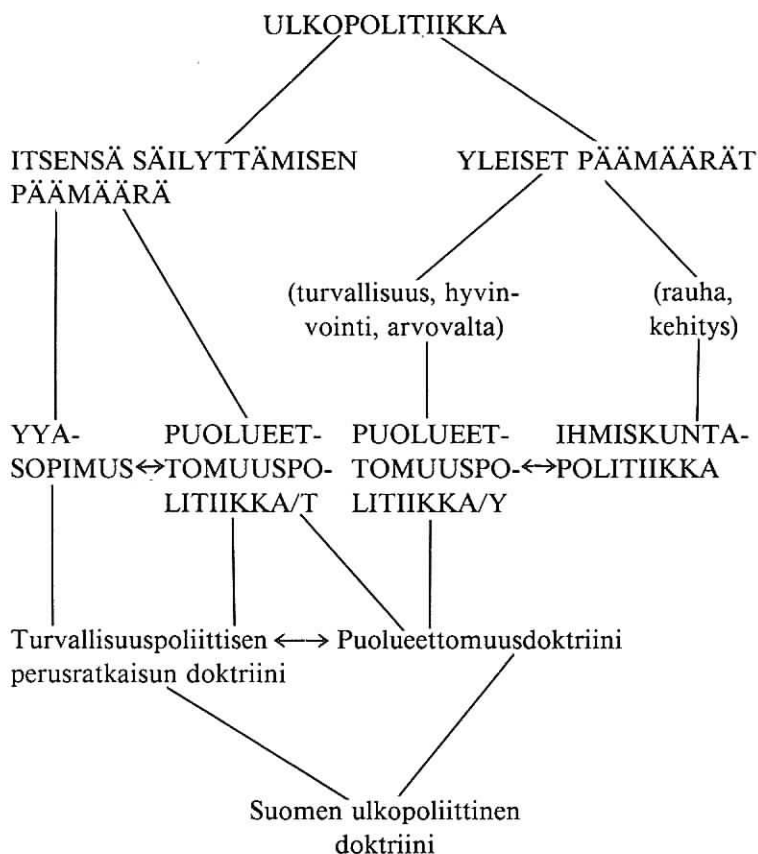 ULKOPOLITIIKKA
ITSENSÄ SÄILYTTÄMISEN
PÄÄMÄÄRÄ
YLEISET PÄÄMÄÄRÄT
(turvallisuus, hyvin-
vointi, arvovalta)
(rauha,
kehitys)
YYA-
SOPIMUS
PUOLUEET-
TOMUUSPO-
LITIIKKA/T
PUOLUEET-
TOMUUSPO-
LITIIKKA/Y
IHMISKUNTA-
POLITIIKKA
Turvallisuuspoliittisen
perusratkaisun doktriini
Puolueettomuusdoktriini
Suomen ulkopoliittinen
doktriini